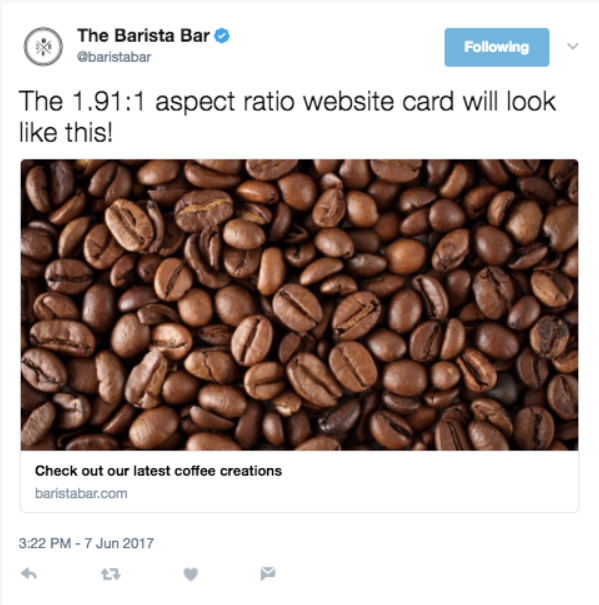 The Barista Bar
Following
@baristabar
The 1.91:1 aspect ratio website card will look
like this!
Check out our latest coffee creations
baristabar.com
3:22 PM - 7 Jun 2017